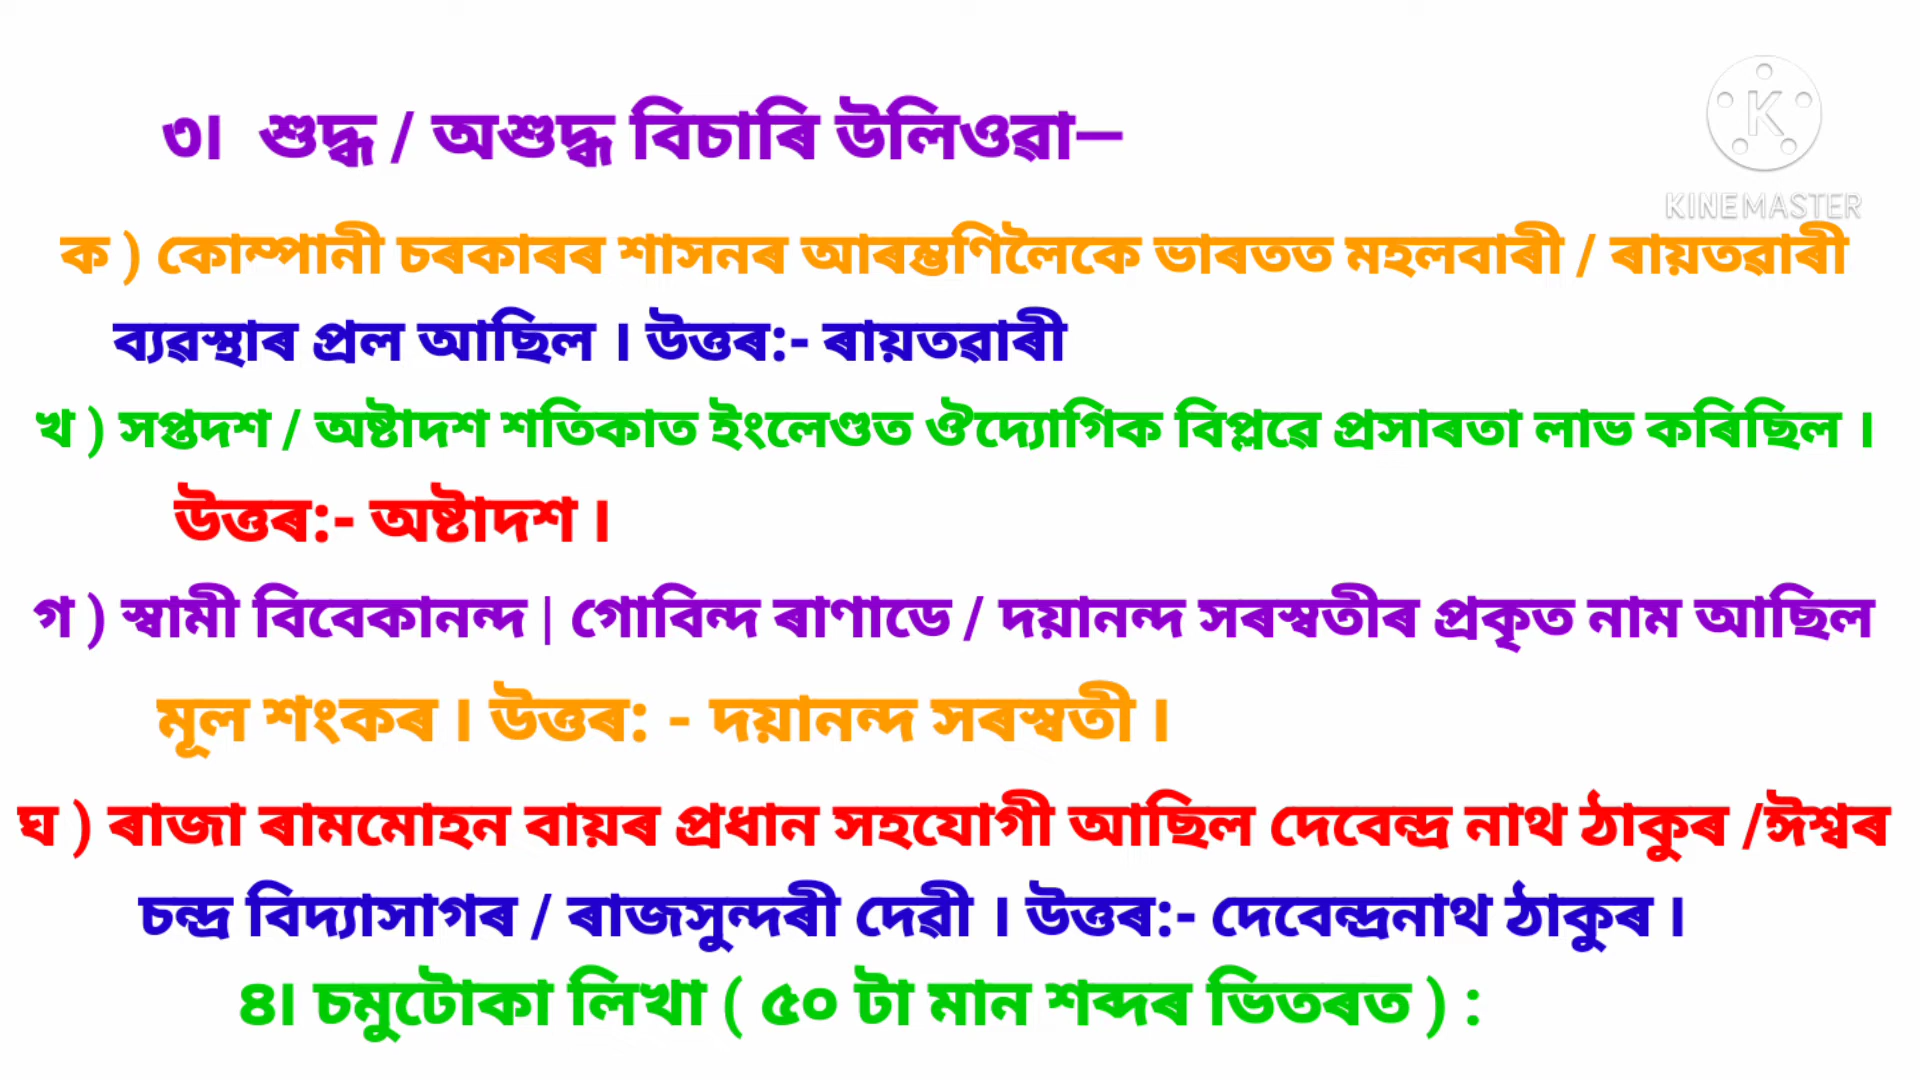 ৩। শুদ্ধ / অশুদ্ধ বিচাৰি উলিওৱা—
KINEMASTER
ক ) কোম্পানী চৰকাৰৰ শাসনৰ আৰম্ভণিলৈকে ভাৰতত মহলবাৰী / ৰায়তৱাৰী
ব্যৱস্থাৰ প্ৰল আছিল । উত্তৰ:- ৰায়তৱাৰী
খ ) সপ্তদশ / অষ্টাদশ শতিকাত ইংলেণ্ডত ঔদ্যোগিক বিপ্লৱে প্ৰসাৰতা লাভ কৰিছিল ।
উত্তৰ:- অষ্টাদশ ।
গ ) স্বামী বিবেকানন্দ | গোবিন্দ ৰাণাডে / দয়ানন্দ সৰস্বতীৰ প্ৰকৃত নাম আছিল
মূল শংকৰ । উত্তৰ: - দয়ানন্দ সৰস্বতী ।
ঘ ) ৰাজা ৰামমোহন বায়ৰ প্ৰধান সহযোগী আছিল দেবেন্দ্ৰ নাথ ঠাকুৰ /ঈশ্বৰ
চন্দ্ৰ বিদ্যাসাগৰ / ৰাজসুন্দৰী দেৱী । উত্তৰ:- দেবেন্দ্ৰনাথ ঠাকুৰ ।
৪। চমুটোকা লিখা ( ৫০ টা মান শব্দৰ ভিতৰত ) :